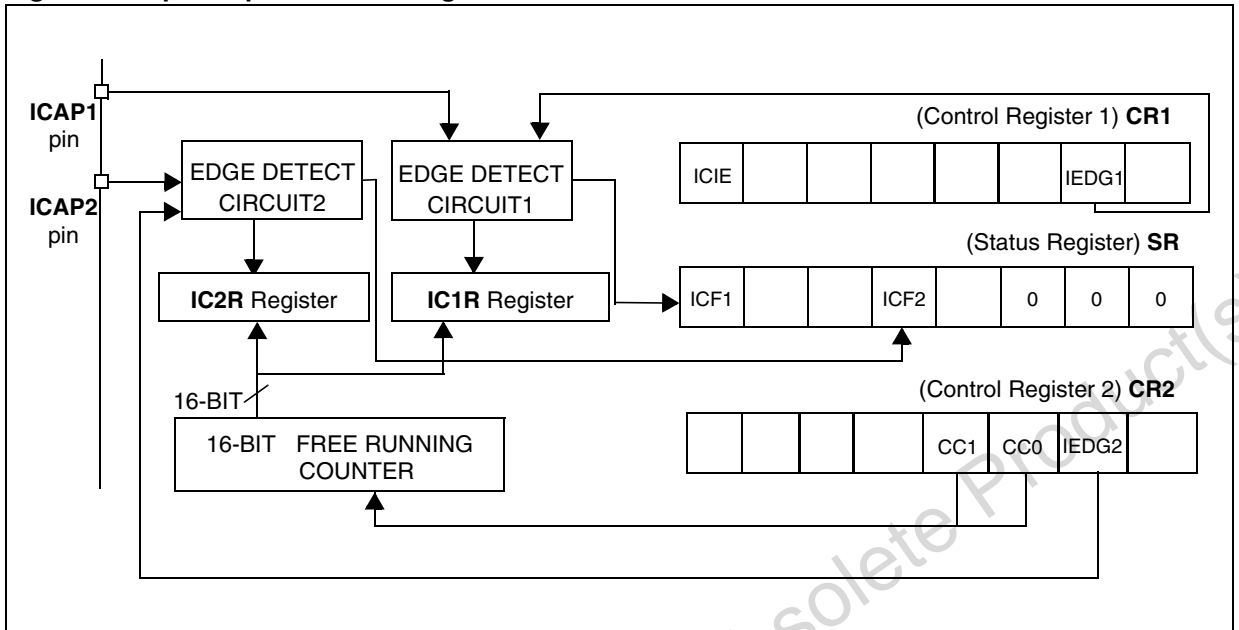 ICAP1
pin
ICAP2
pin
EDGE DETECT
CIRCUIT2
EDGE DETECT
CIRCUIT1
IC2R Register
IC1R Register
16-BIT
16-BIT FREE RUNNING
COUNTER
(Control Register 1) CR1
ICIE
IEDG1
(Status Register) SR
ICF1
ICF2
0
0
0
(Control Register 2) CR2
CC1
CC0
IEDG2
Product(s